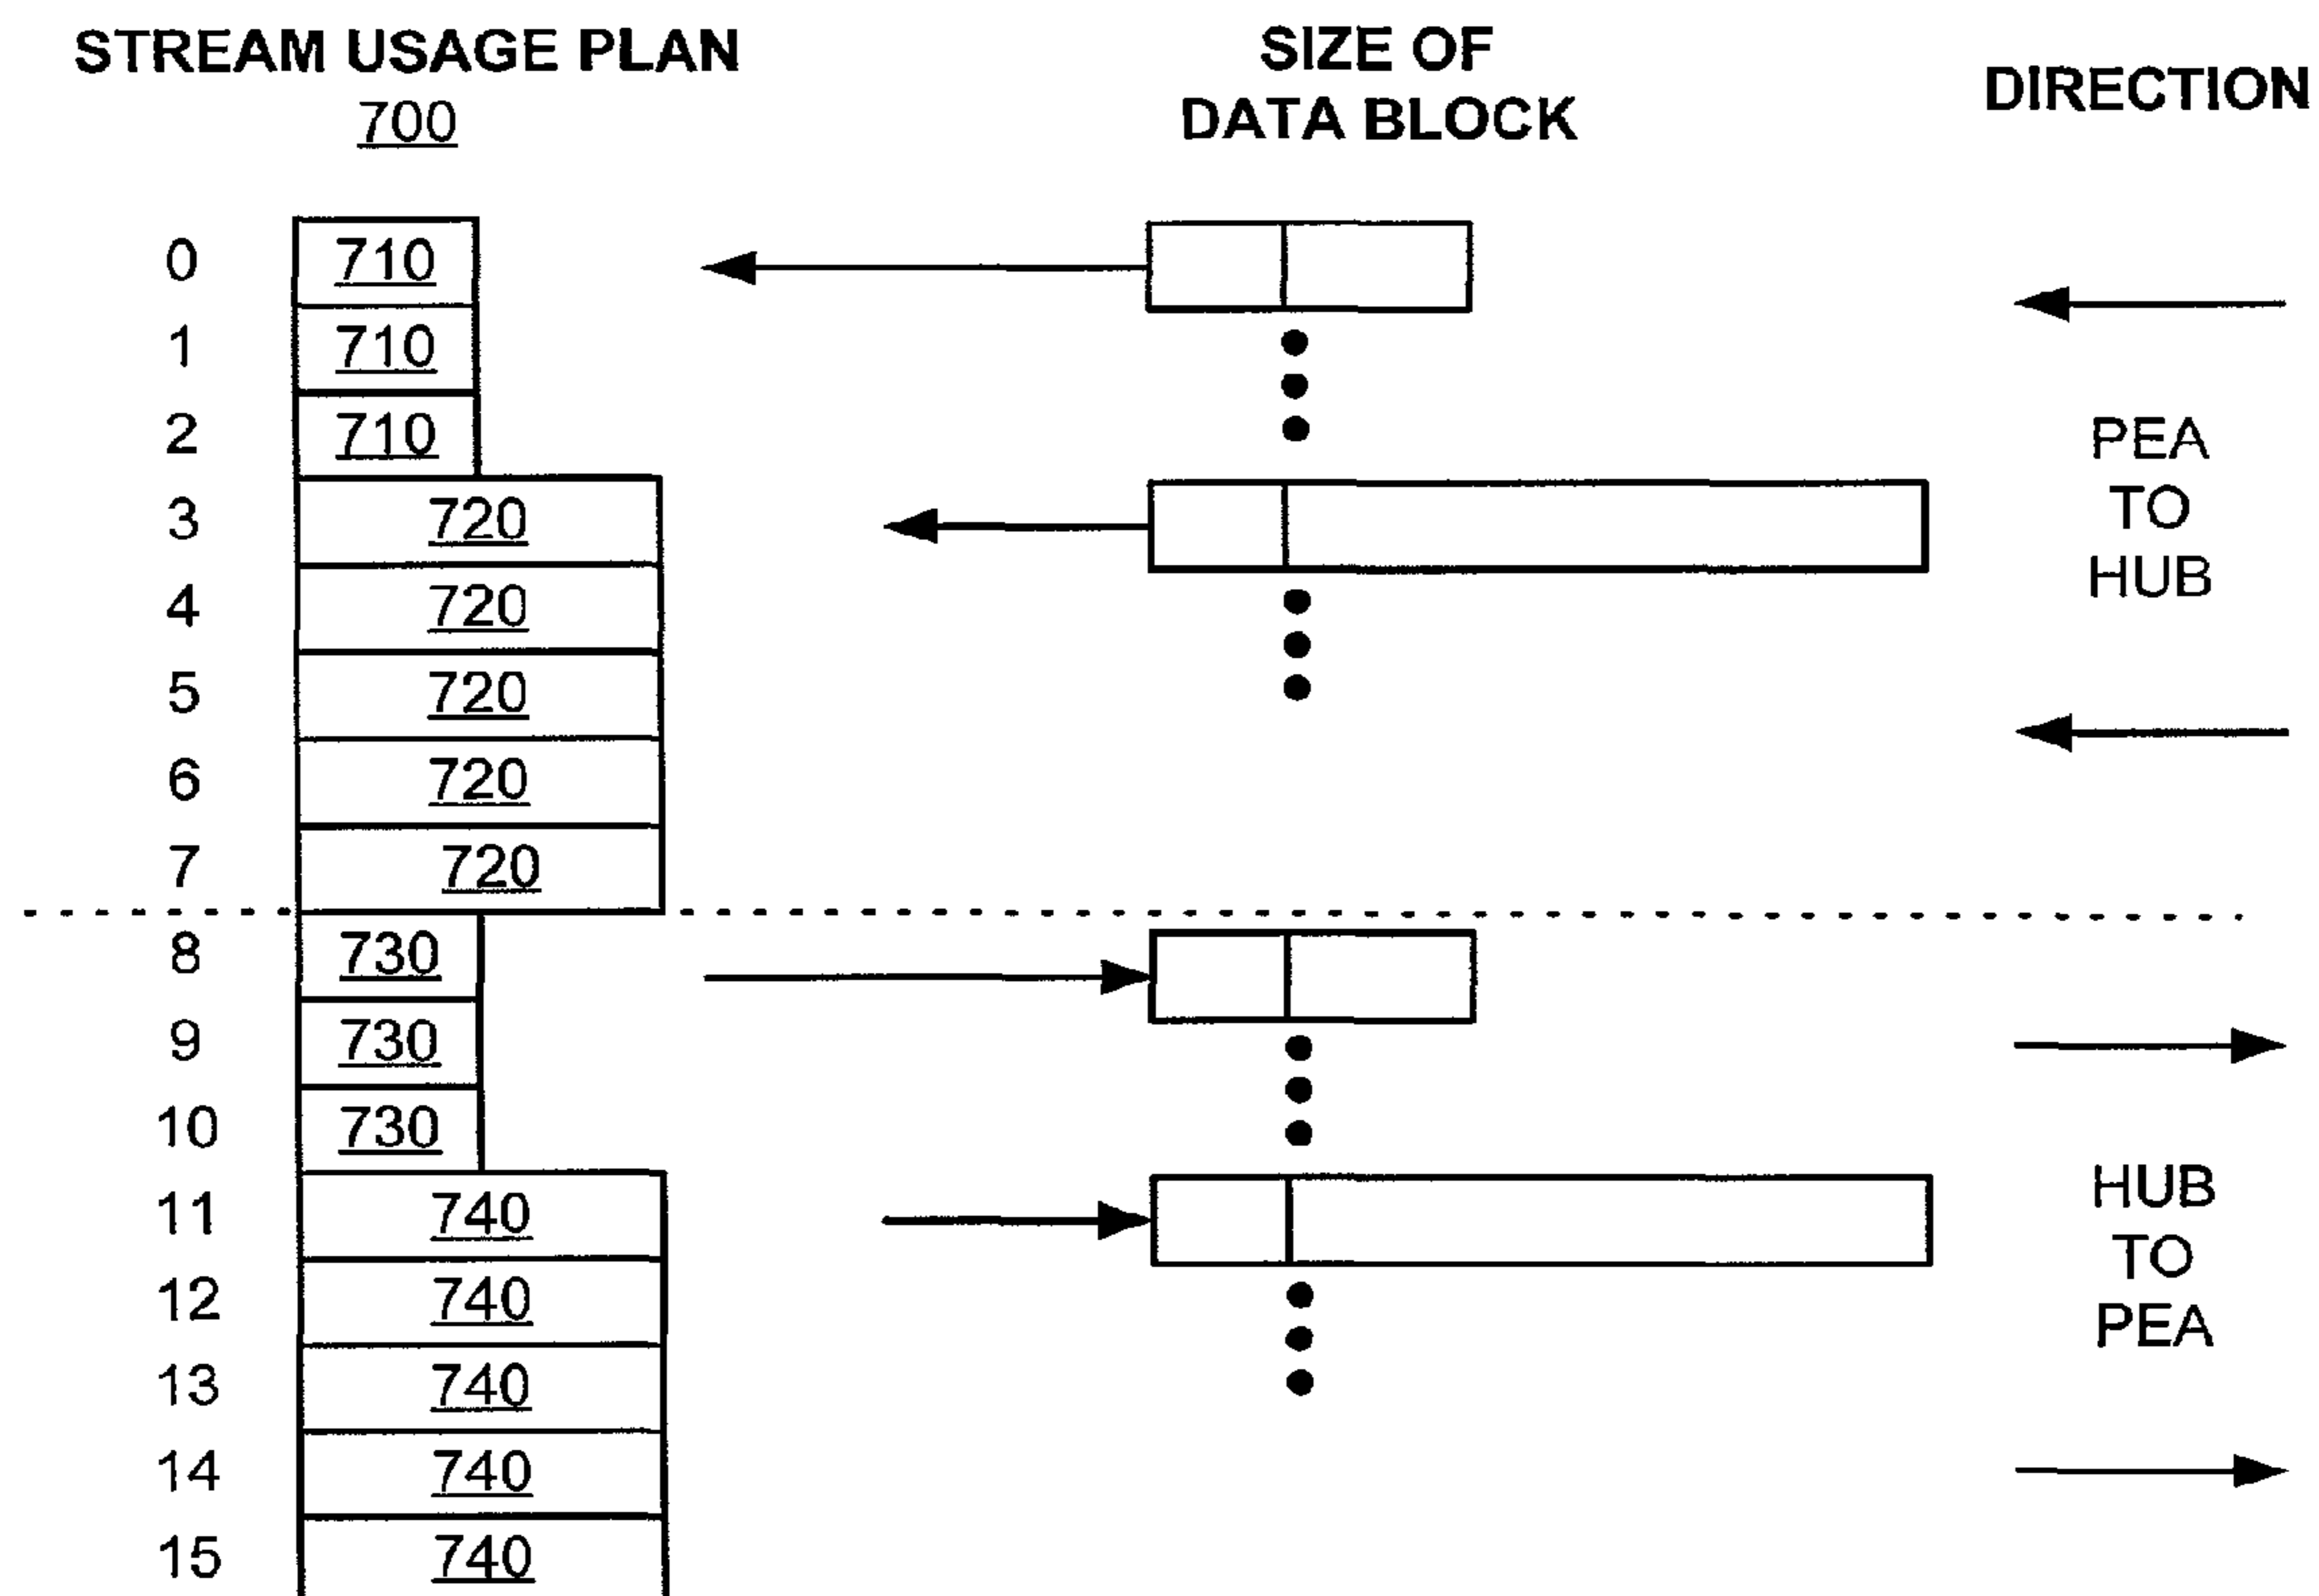 STREAM USAGE PLAN
700
SIZE OF
DATA BLOCK
DIRECTION
0 710
1 710
2 710
3 720
4 720
5 720
6 720
7 720
PEA
TO
HUB
8 730
9 730
10 730
11 740
12 740
13 740
14 740
15 740
HUB
TO
PEA